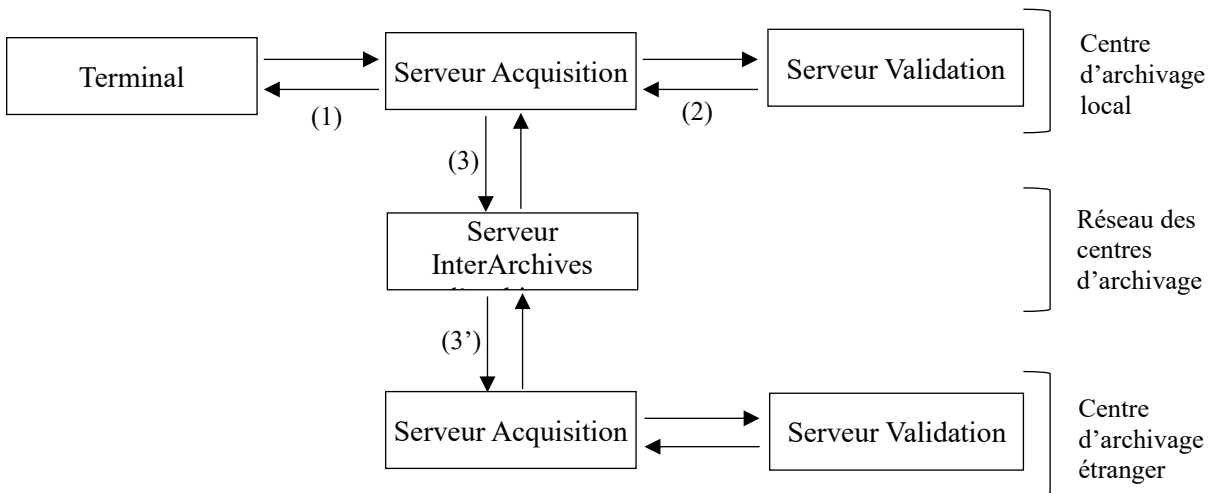 Terminal
Serveur Acquisition
Serveur Validation
Centre
d’archivage
local
(1)
(2)
(3)
Serveur
InterArchives
Réseau des
centres
d’archivage
(3’)
Serveur Acquisition
Serveur Validation
Centre
d’archivage
étranger